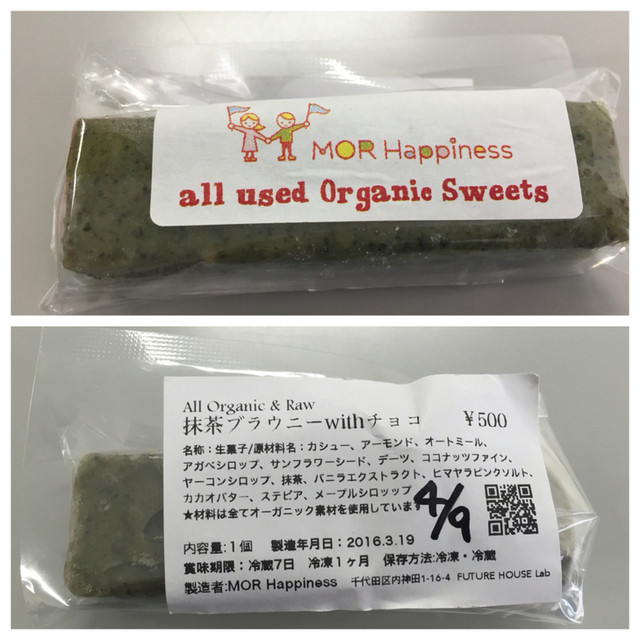 MOR Happiness
all used Organic Sweets
All Organic & Raw
抹茶ブラウニーwithチョコ ¥500
名称:生菓子/原材料名:カシュー、アーモンド、オートミール、
アガベシロップ、サンフラワーシード、デーツ、ココナッツファイン、
ヤーコンシロップ、抹茶、バニラエクストラクト、ヒマヤラピンクソルト、
カカオバター、ステビア、メープルシロッップ
★材料は全てオーガニック素材を使用しています
4/9
内容量:1個 製造年月日:2016.3.19
賞味期限:冷蔵7日 冷凍1ヶ月 保存方法:冷凍・冷蔵
製造者:MOR Happiness 千代田区内神田1-16-4 FUTURE HOUSE Lab